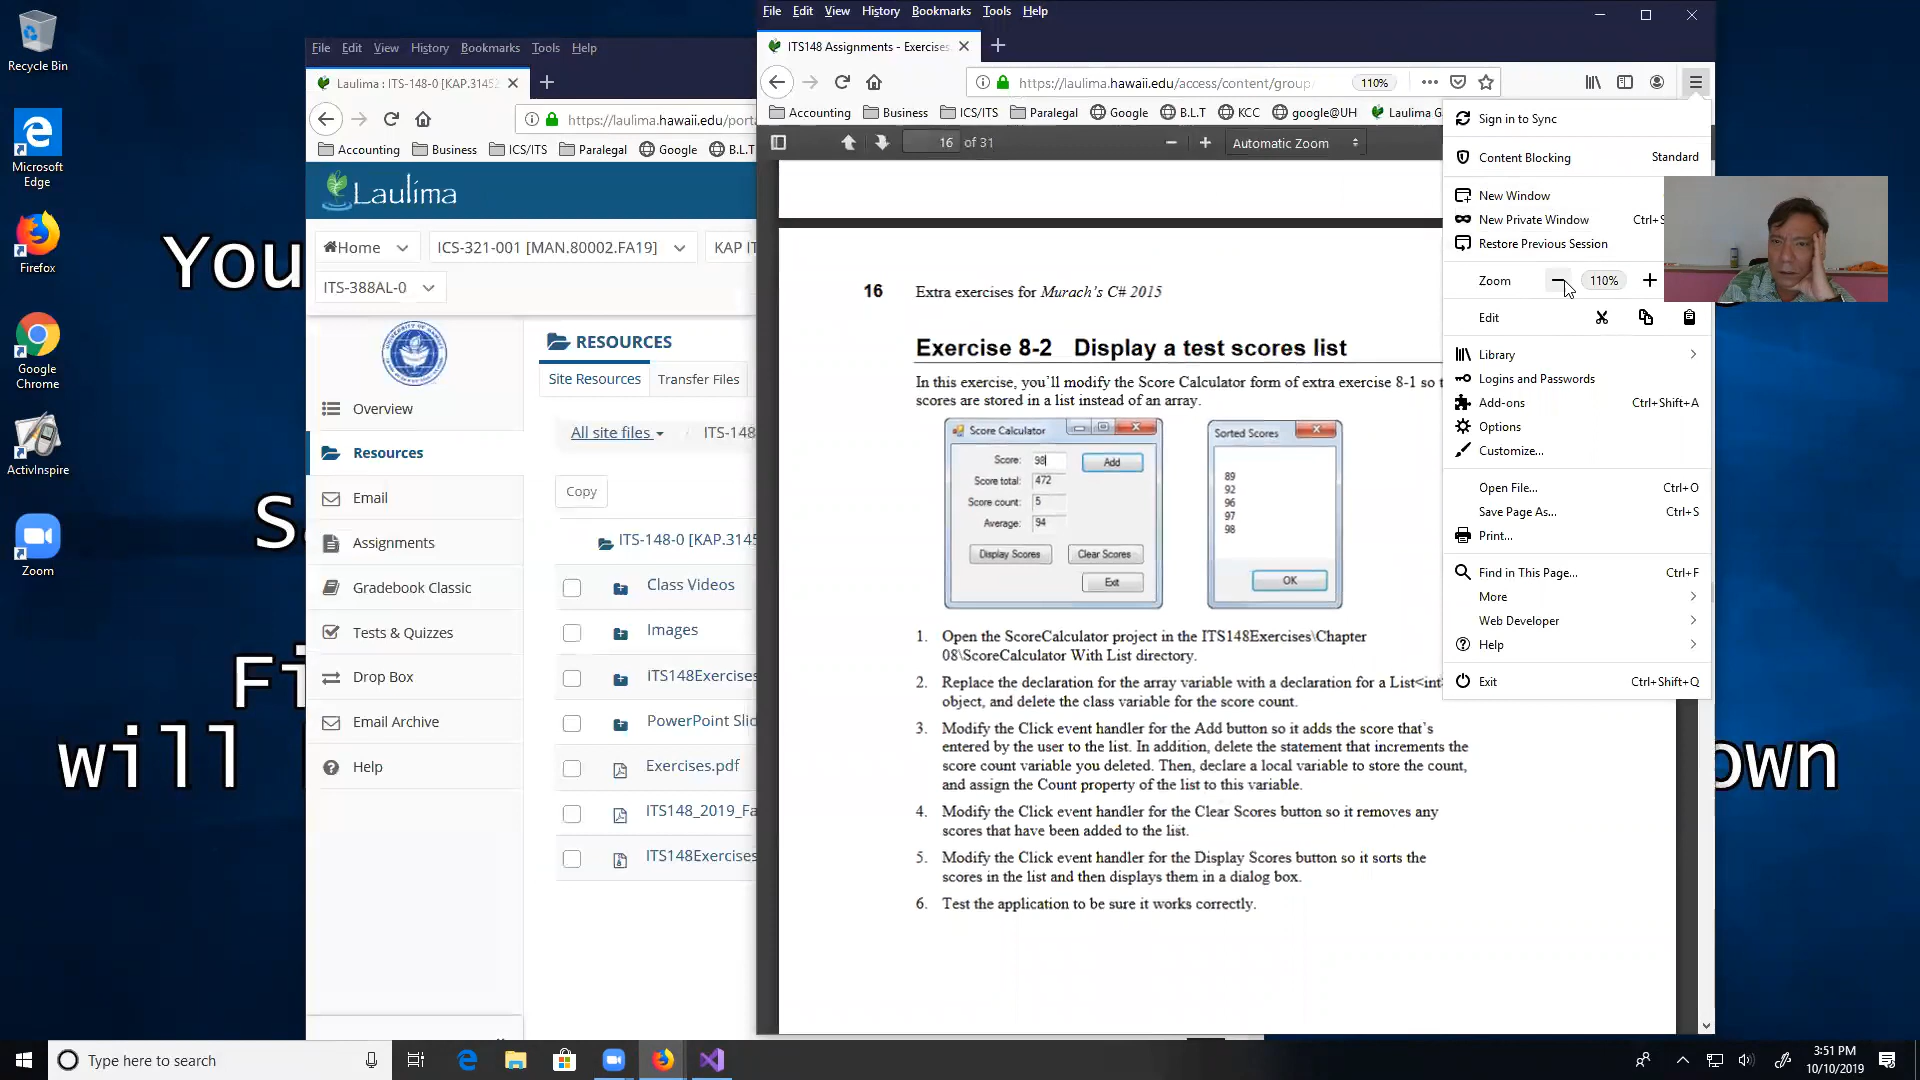 Recycle Bin
Microsoft
Edge
Firefox
Google
Chrome
ActivInspire
Zoom
You
will
own
File Edit View History Bookmarks Tools Help
Laulima : ITS-148-0 [KAP.3145
https://laulima.hawaii.edu/port
Accounting Business ICS/ITS Paralegal Google B.L.T
Laulima
Home ICS-321-001 [MAN.80002.FA19] KAP IT
ITS-388AL-0
Overview
Resources
Email
Assignments
Gradebook Classic
Tests & Quizzes
Drop Box
Email Archive
Help
RESOURCES
Site Resources Transfer Files
All site files / ITS-148
Copy
ITS-148-0 [KAP.3145
Class Videos
Images
ITS148Exercises
PowerPoint Slid
Exercises.pdf
ITS148_2019_Fa
ITS148Exercises
File Edit View History Bookmarks Tools Help
ITS148 Assignments - Exercises.
https://laulima.hawaii.edu/access/content/group/ 110%
Accounting Business ICS/ITS Paralegal Google B.L.T KCC google@UH Laulima G
16 of 31 Automatic Zoom
16 Extra exercises for Murach's C# 2015
Exercise 8-2 Display a test scores list
In this exercise, you'll modify the Score Calculator form of extra exercise 8-1 so t
scores are stored in a list instead of an array.
Score Calculator
Score: 98 Add
Score total: 472
Score count: 5
Average: 94
Display Scores Clear Scores
Exit
Sorted Scores
89
92
96
97
98
OK
1. Open the ScoreCalculator project in the ITS148Exercises\Chapter
08\ScoreCalculator With List directory.
2. Replace the declaration for the array variable with a declaration for a List<int
object, and delete the class variable for the score count.
3. Modify the Click event handler for the Add button so it adds the score that's
entered by the user to the list. In addition, delete the statement that increments the
score count variable you deleted. Then, declare a local variable to store the count,
and assign the Count property of the list to this variable.
4. Modify the Click event handler for the Clear Scores button so it removes any
scores that have been added to the list.
5. Modify the Click event handler for the Display Scores button so it sorts the
scores in the list and then displays them in a dialog box.
6. Test the application to be sure it works correctly.
Sign in to Sync
Content Blocking Standard
New Window
New Private Window Ctrl+S
Restore Previous Session
Zoom 110%
Edit
Library
Logins and Passwords
Add-ons Ctrl+Shift+A
Options
Customize...
Open File... Ctrl+O
Save Page As... Ctrl+S
Print...
Find in This Page... Ctrl+F
More
Web Developer
Help
Exit Ctrl+Shift+Q
Type here to search
3:51 PM
10/10/2019